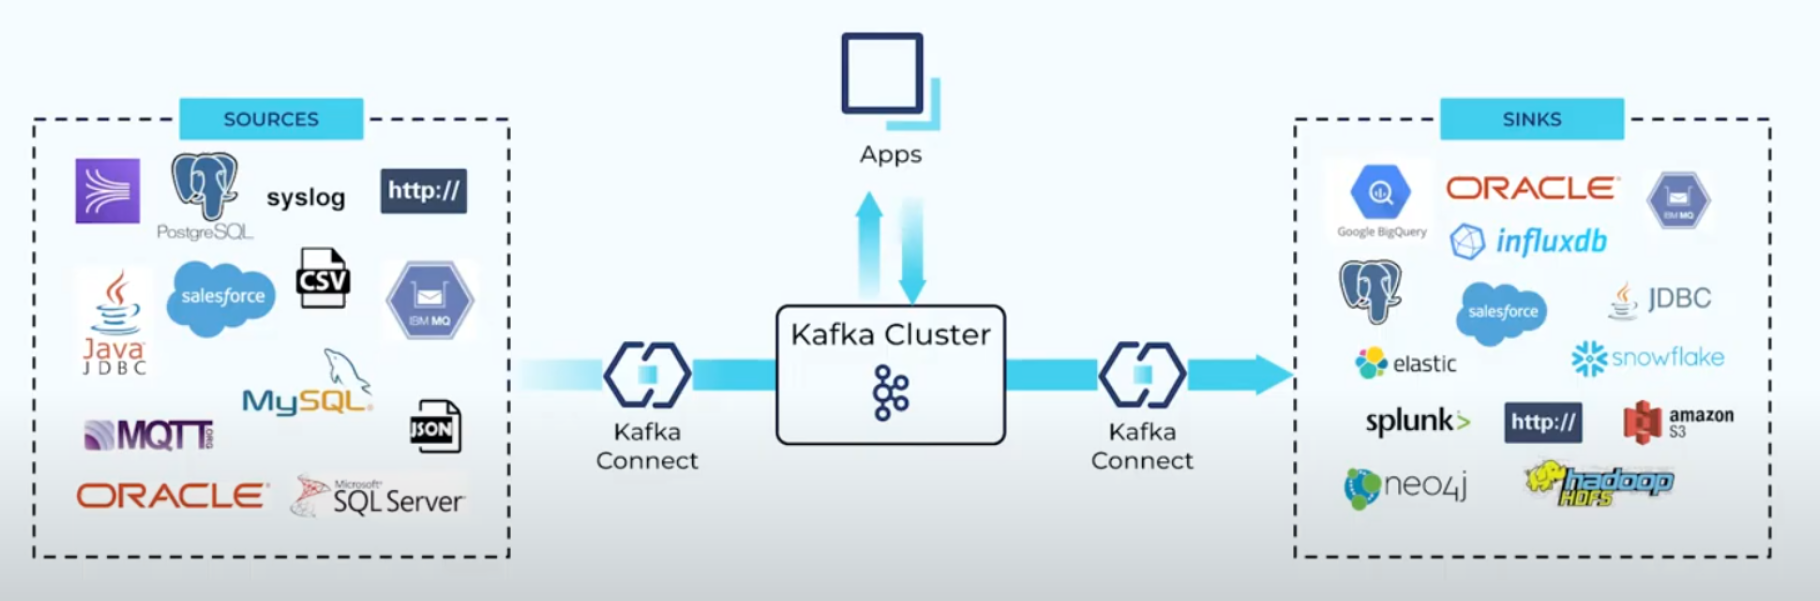 Apps
SOURCES
PostgreSQL
syslog
http://
Java
JDBC
salesforce
CSV
IBM MQ
MySQL
MQTT
.ORG
JSON
ORACLE
Microsoft
SQL Server
Kafka
Connect
Kafka Cluster
Kafka
Connect
SINKS
Google BigQuery
ORACLE
IBM MQ
influxdb
salesforce
JDBC
elastic
snowflake
splunk>
http://
amazon
S3
neo4j
hadoop
HDFS